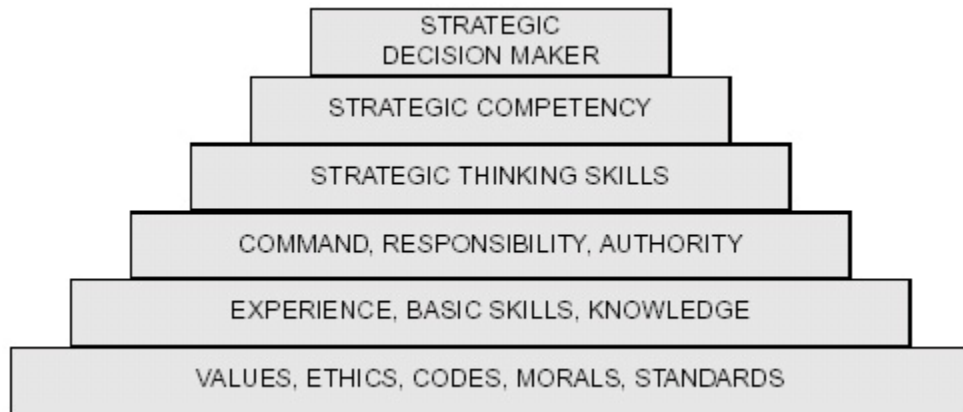 STRATEGIC
DECISION MAKER
STRATEGIC COMPETENCY
STRATEGIC THINKING SKILLS
COMMAND, RESPONSIBILITY, AUTHORITY
EXPERIENCE, BASIC SKILLS, KNOWLEDGE
VALUES, ETHICS, CODES, MORALS, STANDARDS